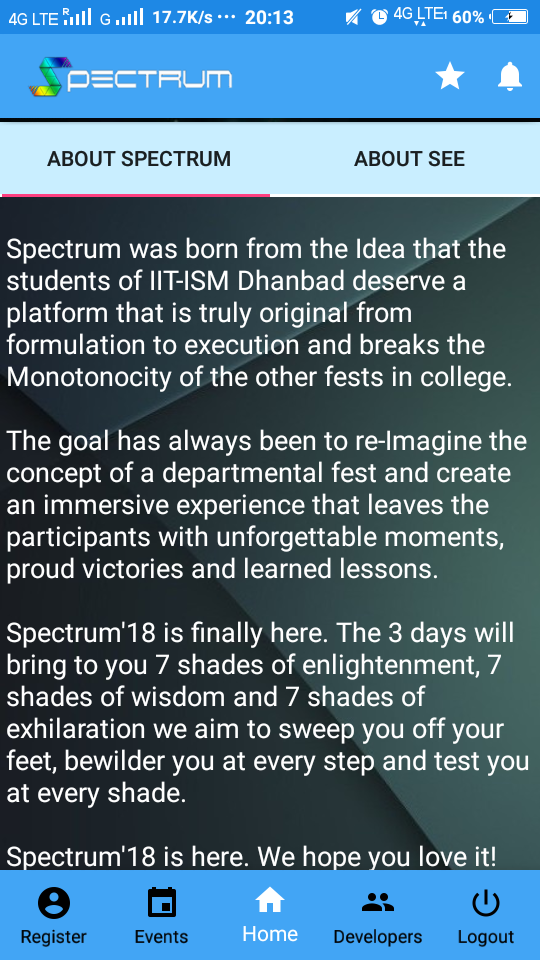 4G LTE R G 17.7K/s ··· 20:13 4G LTE1 60%
SPECTRUM
ABOUT SPECTRUM ABOUT SEE
Spectrum was born from the Idea that the
students of IIT-ISM Dhanbad deserve a
platform that is truly original from
formulation to execution and breaks the
Monotonocity of the other fests in college.
The goal has always been to re-Imagine the
concept of a departmental fest and create
an immersive experience that leaves the
participants with unforgettable moments,
proud victories and learned lessons.
Spectrum'18 is finally here. The 3 days will
bring to you 7 shades of enlightenment, 7
shades of wisdom and 7 shades of
exhilaration we aim to sweep you off your
feet, bewilder you at every step and test you
at every shade.
Spectrum'18 is here. We hope you love it!
Register Events Home Developers Logout